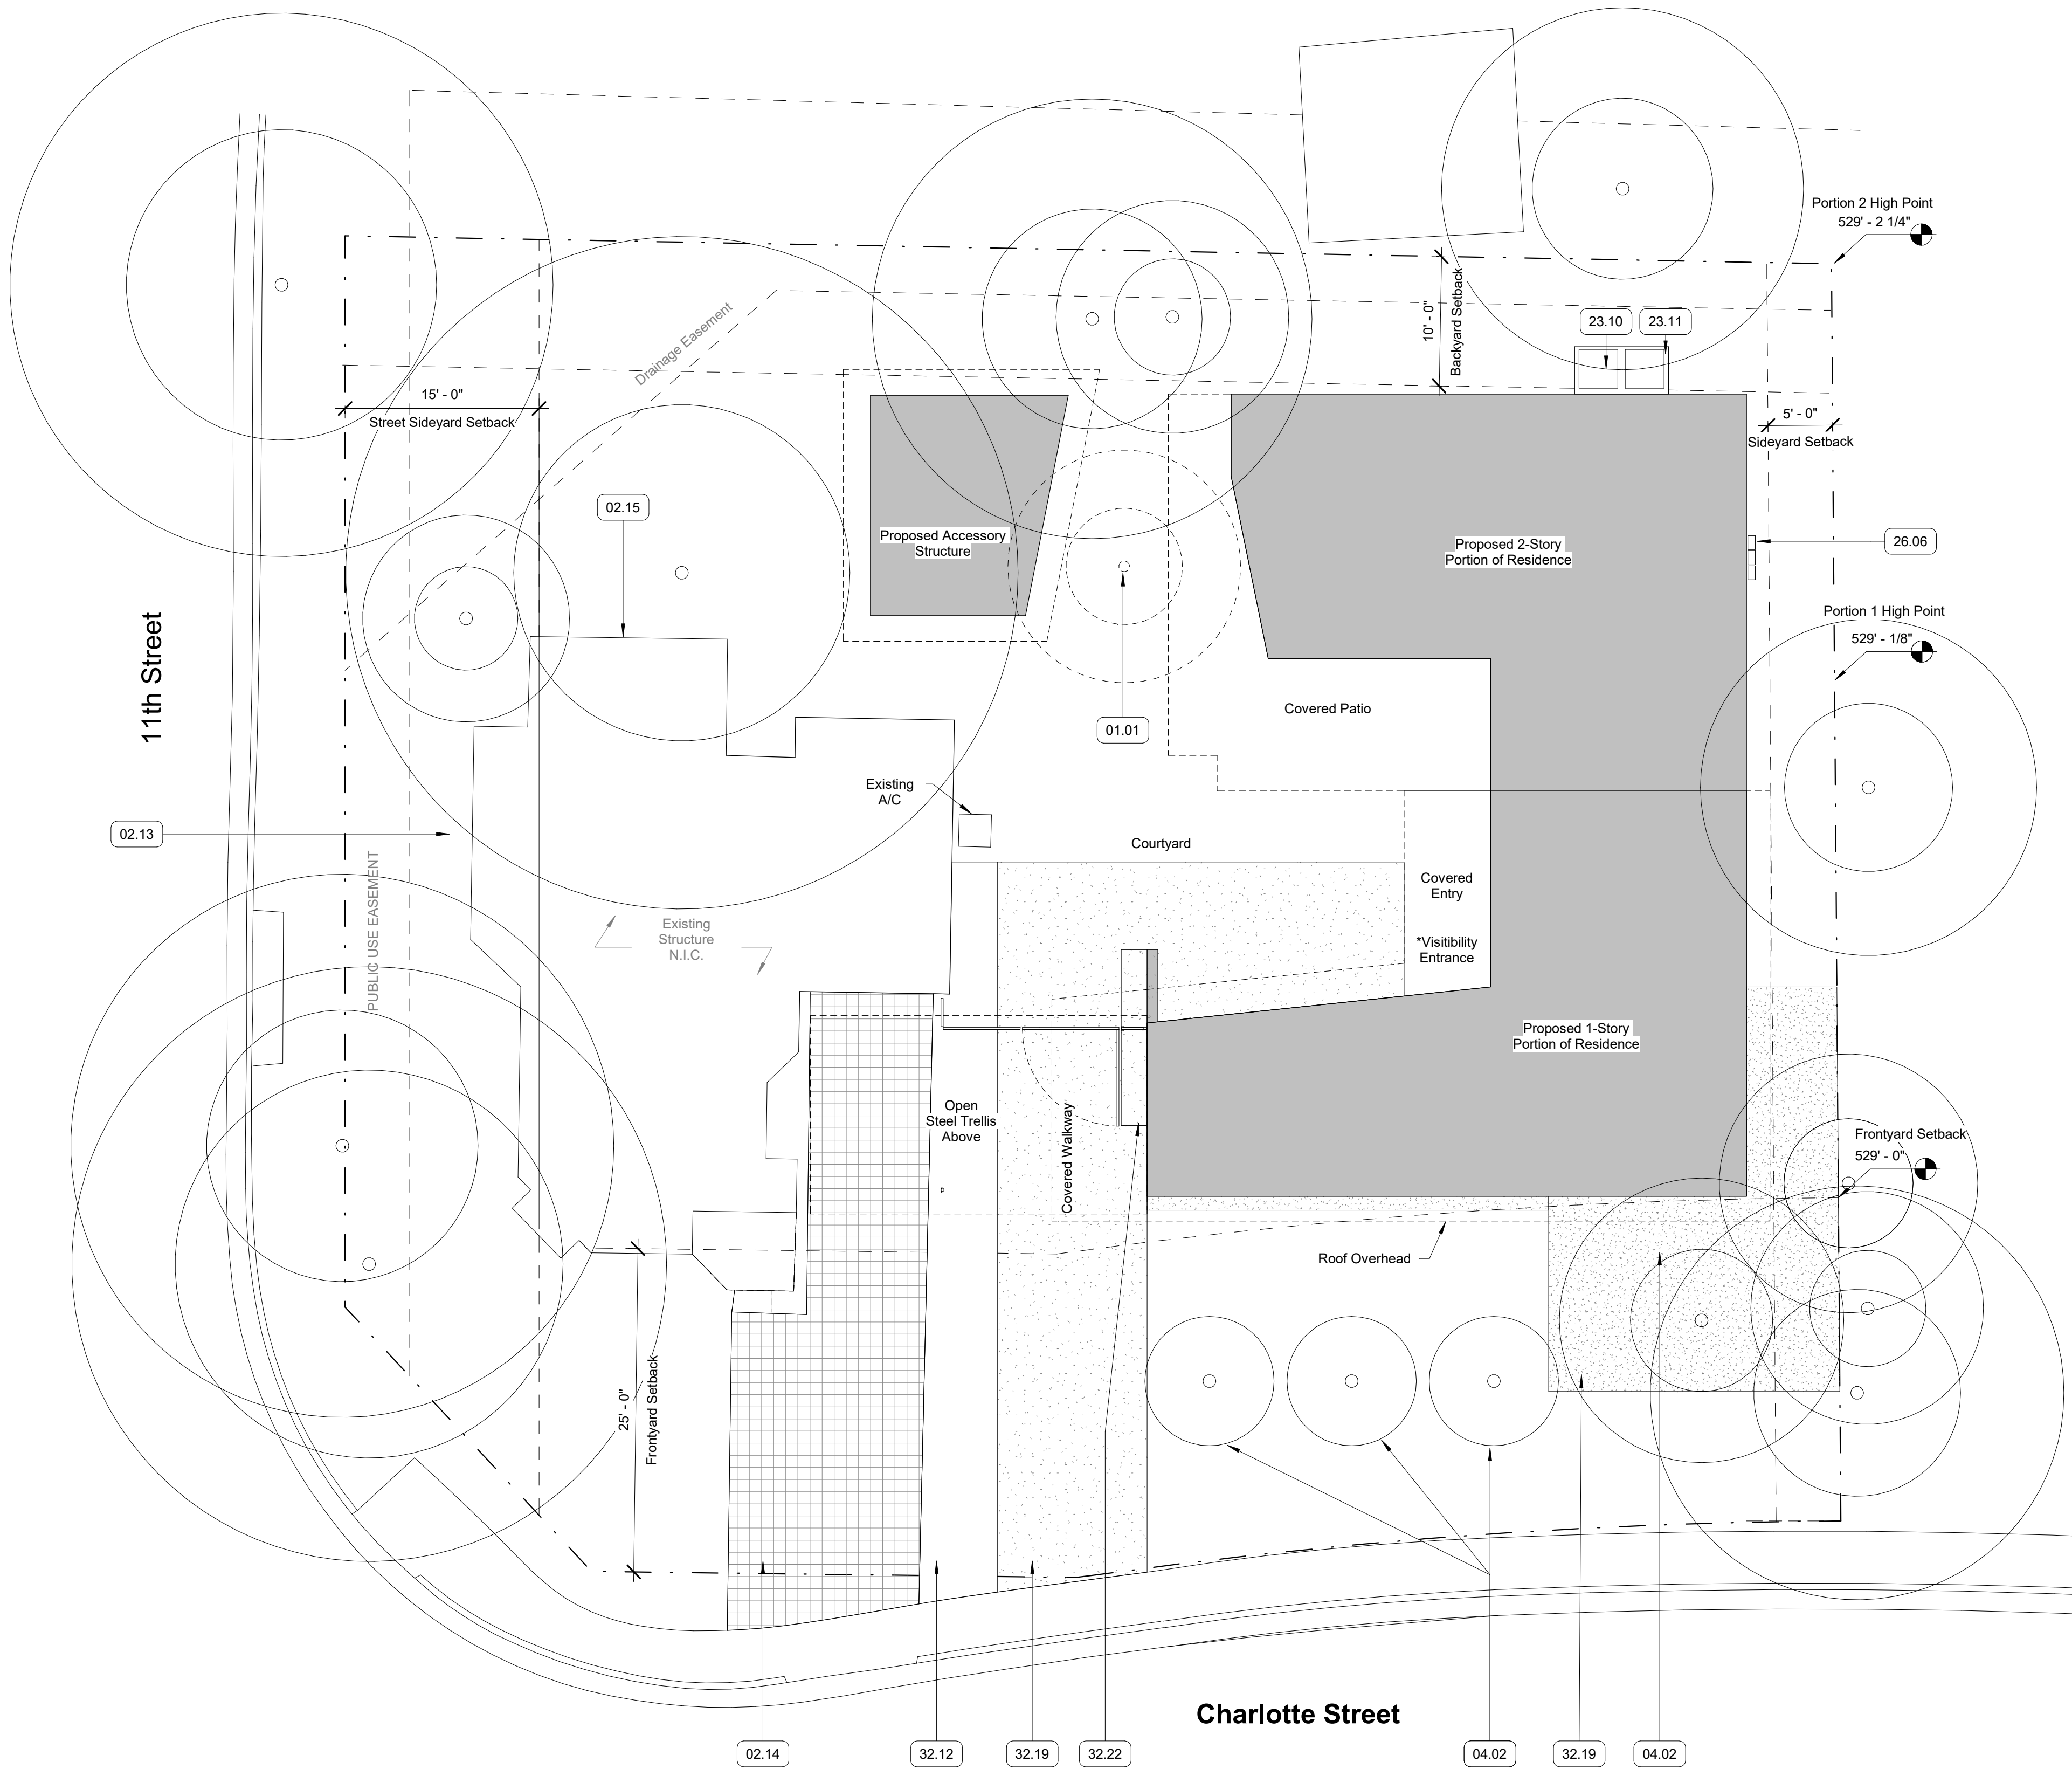 Portion 2 High Point
529' - 2 1/4"
10' - 0"
Backyard Setback
23.10
23.11
Drainage Easement
15' - 0"
Street Sideyard Setback
5' - 0"
Sideyard Setback
02.15
Proposed Accessory
Structure
Proposed 2-Story
Portion of Residence
26.06
11th Street
Portion 1 High Point
529' - 1/8"
01.01
Covered Patio
Existing
A/C
02.13
Courtyard
PUBLIC USE EASEMENT
Covered
Entry
Existing
Structure
N.I.C.
*Visitibility
Entrance
Proposed 1-Story
Portion of Residence
Open
Steel Trellis
Above
Covered Walkway
Frontyard Setback
529' - 0"
Roof Overhead
25' - 0"
Frontyard Setback
Charlotte Street
02.14
32.12
32.19
32.22
04.02
32.19
04.02